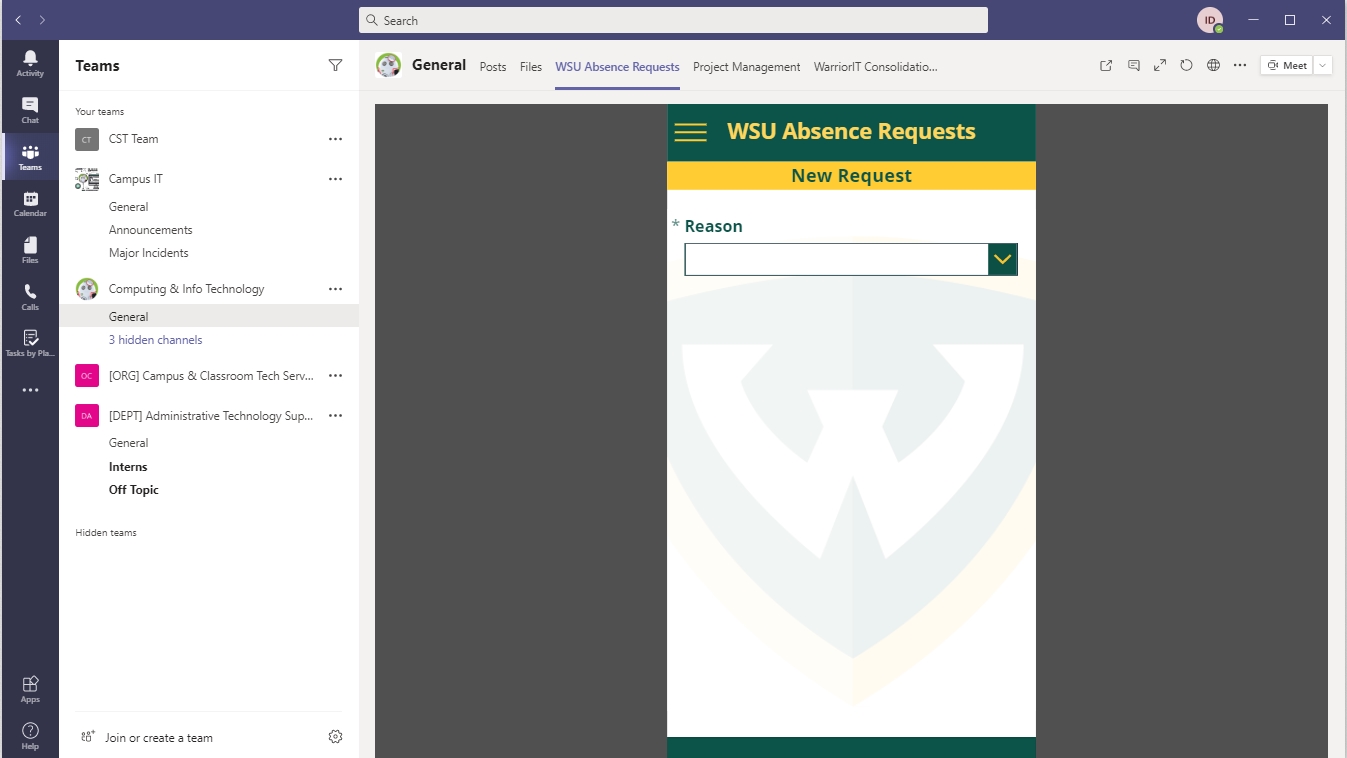 Search
ID
Activity
Chat
Teams
Calendar
Files
Calls
Tasks by Pla...
Apps
Help
Teams
Your teams
CT
CST Team
Campus IT
General
Announcements
Major Incidents
Computing & Info Technology
General
3 hidden channels
OC
[ORG] Campus & Classroom Tech Serv...
DA
[DEPT] Administrative Technology Sup...
General
Interns
Off Topic
Hidden teams
Join or create a team
General
Posts
Files
WSU Absence Requests
Project Management
WarriorIT Consolidatio...
Meet
WSU Absence Requests
New Request
* Reason
W